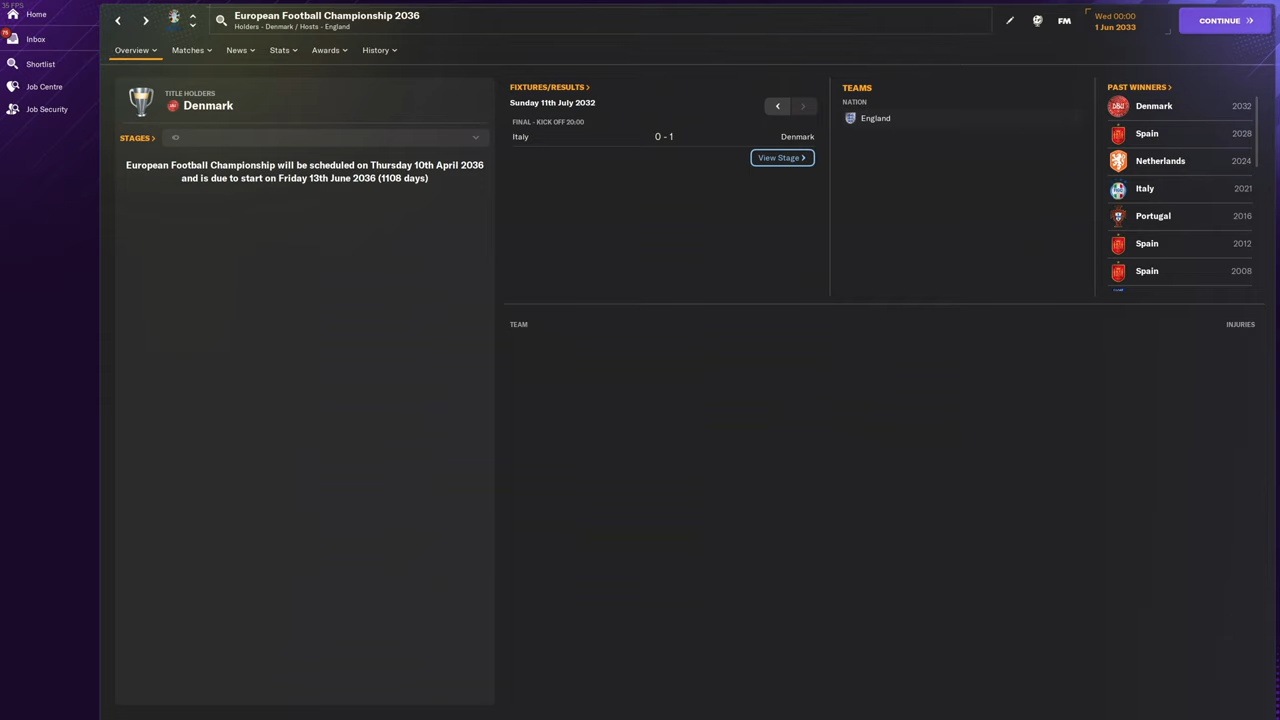 35 FPS
European Football Championship 2036
Holders - Denmark / Hosts - England
FM
Wed 00:00
1 Jun 2033
CONTINUE
Home
Inbox
Shortlist
Job Centre
Job Security
Overview
Matches
News
Stats
Awards
History
TITLE HOLDERS
Denmark
STAGES
European Football Championship will be scheduled on Thursday 10th April 2036
and is due to start on Friday 13th June 2036 (1108 days)
FIXTURES/RESULTS
Sunday 11th July 2032
FINAL - KICK OFF 20:00
Italy 0 - 1 Denmark
View Stage
TEAMS
NATION
England
PAST WINNERS
Denmark 2032
Spain 2028
Netherlands 2024
Italy 2021
Portugal 2016
Spain 2012
Spain 2008
TEAM INJURIES